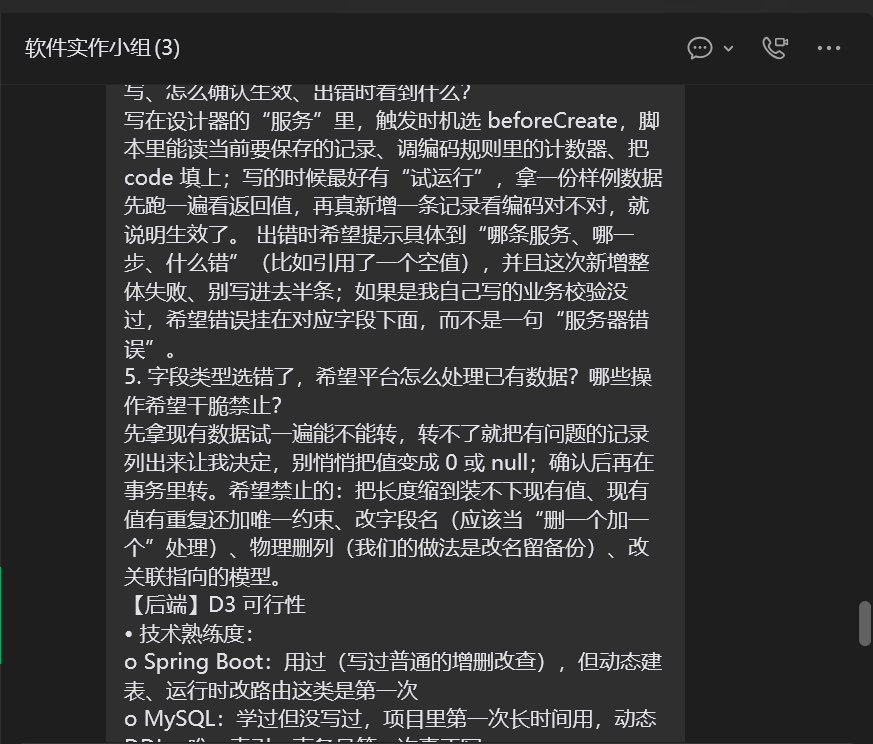 软件实作小组(3)
写、怎么确认生效、出错时看到什么?
写在设计器的“服务”里，触发时机选 beforeCreate，脚
本里能读当前要保存的记录、调编码规则里的计数器、把
code 填上；写的时候最好有“试运行”，拿一份样例数据
先跑一遍看返回值，再真新增一条记录看编码对不对，就
说明生效了。 出错时希望提示具体到“哪条服务、哪一
步、什么错”（比如引用了一个空值），并且这次新增整
体失败、别写进去半条；如果是我自己写的业务校验没
过，希望错误挂在对应字段下面，而不是一句“服务器错
误”。
5. 字段类型选错了，希望平台怎么处理已有数据？哪些操
作希望干脆禁止？
先拿现有数据试一遍能不能转，转不了就把有问题的记录
列出来让我决定，别悄悄把值变成 0 或 null；确认后再在
事务里转。希望禁止的：把长度缩到装不下现有值、现有
值有重复还加唯一约束、改字段名（应该当“删一个加一
个”处理）、物理删列（我们的做法是改名留备份）、改
关联指向的模型。
【后端】D3 可行性
• 技术熟练度：
o Spring Boot：用过（写过普通的增删改查），但动态建
表、运行时改路由这类是第一次
o MySQL：学过但没写过，项目里第一次长时间用，动态